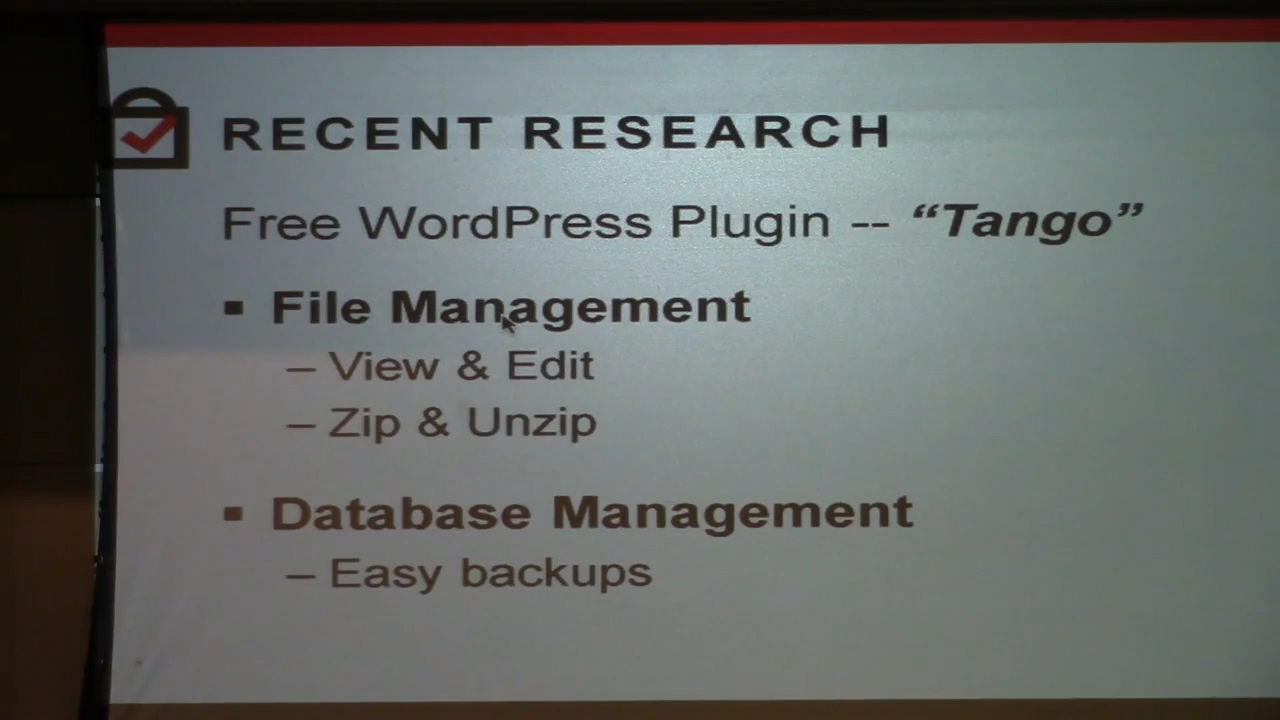 RECENT RESEARCH
Free WordPress Plugin -- “Tango”
▪ File Management
– View & Edit
– Zip & Unzip
▪ Database Management
– Easy backups